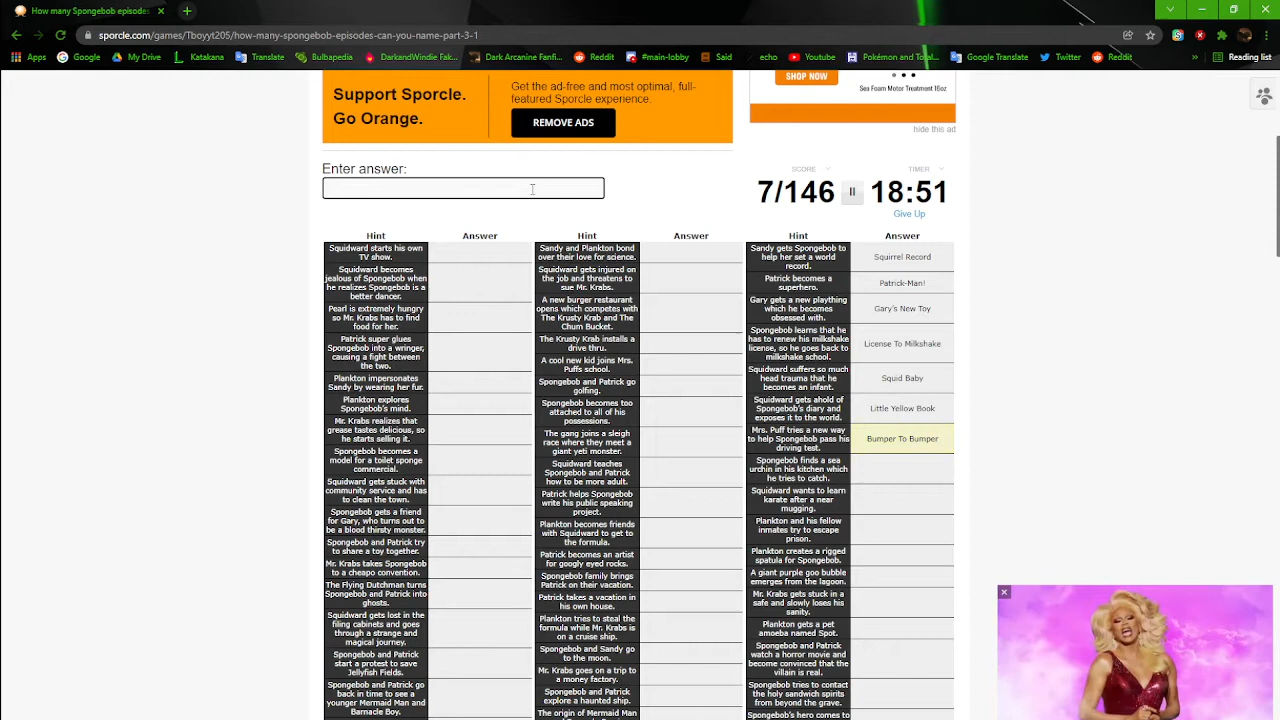 How many Spongebob episodes
sporcle.com/games/Tboyyt205/how-many-spongebob-episodes-can-you-name-part-3-1
Apps Google My Drive Katakana Translate Bulbapedia DarkandWindie Fak... Dark Arcanine Fanfi... Reddit #main-lobby Said echo Youtube Pokémon and Total... Google Translate Twitter Reddit » Reading list
Support Sporcle.
Go Orange.
Get the ad-free and most optimal, full-
featured Sporcle experience.
REMOVE ADS
SHOP NOW
Sea Foam Motor Treatment 16oz
hide this ad
Enter answer:
SCORE
TIMER
7/146
18:51
Give Up
Hint Answer Hint Answer Hint Answer
Squidward starts his own
TV show.
Squidward becomes
jealous of Spongebob when
he realizes Spongebob is a
better dancer.
Pearl is extremely hungry
so Mr. Krabs has to find
food for her.
Patrick super glues
Spongebob into a wringer,
causing a fight between
the two.
Plankton impersonates
Sandy by wearing her fur.
Plankton explores
Spongebob's mind.
Mr. Krabs realizes that
grease tastes delicious, so
he starts selling it.
Spongebob becomes a
model for a toilet sponge
commercial.
Squidward gets stuck with
community service and has
to clean the town.
Spongebob gets a friend
for Gary, who turns out to
be a blood thirsty monster.
Spongebob and Patrick try
to share a toy together.
Mr. Krabs takes Spongebob
to a cheapo convention.
The Flying Dutchman turns
Spongebob and Patrick into
ghosts.
Squidward gets lost in the
filing cabinets and goes
through a strange and
magical journey.
Spongebob and Patrick
start a protest to save
Jellyfish Fields.
Spongebob and Patrick go
back in time to see a
younger Mermaid Man and
Barnacle Boy.
Sandy and Plankton bond
over their love for science.
Squidward gets injured on
the job and threatens to
sue Mr. Krabs.
A new burger restaurant
opens which competes with
The Krusty Krab and The
Chum Bucket.
The Krusty Krab installs a
drive thru.
A cool new kid joins Mrs.
Puffs school.
Spongebob and Patrick go
golfing.
Spongebob becomes too
attached to all of his
possessions.
The gang joins a sleigh
race where they meet a
giant yeti monster.
Squidward teaches
Spongebob and Patrick
how to be more adult.
Patrick helps Spongebob
write his public speaking
project.
Plankton becomes friends
with Squidward to get to
the formula.
Patrick becomes an artist
for googly eyed rocks.
Spongebob family brings
Patrick on their vacation.
Patrick takes a vacation in
his own house.
Plankton tries to steal the
formula while Mr. Krabs is
on a cruise ship.
Spongebob and Sandy go
to the moon.
Mr. Krabs goes on a trip to
a money factory.
Spongebob and Patrick
explore a haunted ship.
The origin of Mermaid Man
Sandy gets Spongebob to
help her set a world
record.
Squirrel Record
Patrick becomes a
superhero.
Patrick-Man!
Gary gets a new plaything
which he becomes
obsessed with.
Gary's New Toy
Spongebob learns that he
has to renew his milkshake
license, so he goes back to
milkshake school.
License To Milkshake
Squidward suffers so much
head trauma that he
becomes an infant.
Squid Baby
Squidward gets ahold of
Spongebob's diary and
exposes it to the world.
Little Yellow Book
Mrs. Puff tries a new way
to help Spongebob pass his
driving test.
Bumper To Bumper
Spongebob finds a sea
urchin in his kitchen which
he tries to catch.
Squidward wants to learn
karate after a near
mugging.
Plankton and his fellow
inmates try to escape
prison.
Plankton creates a rigged
spatula for Spongebob.
A giant purple goo bubble
emerges from the lagoon.
Mr. Krabs gets stuck in a
safe and slowly loses his
sanity.
Plankton gets a pet
amoeba named Spot.
Spongebob and Patrick
watch a horror movie and
become convinced that the
villain is real.
Spongebob tries to contact
the holy sandwich spirits
from beyond the grave.
Spongebob's hero comes to